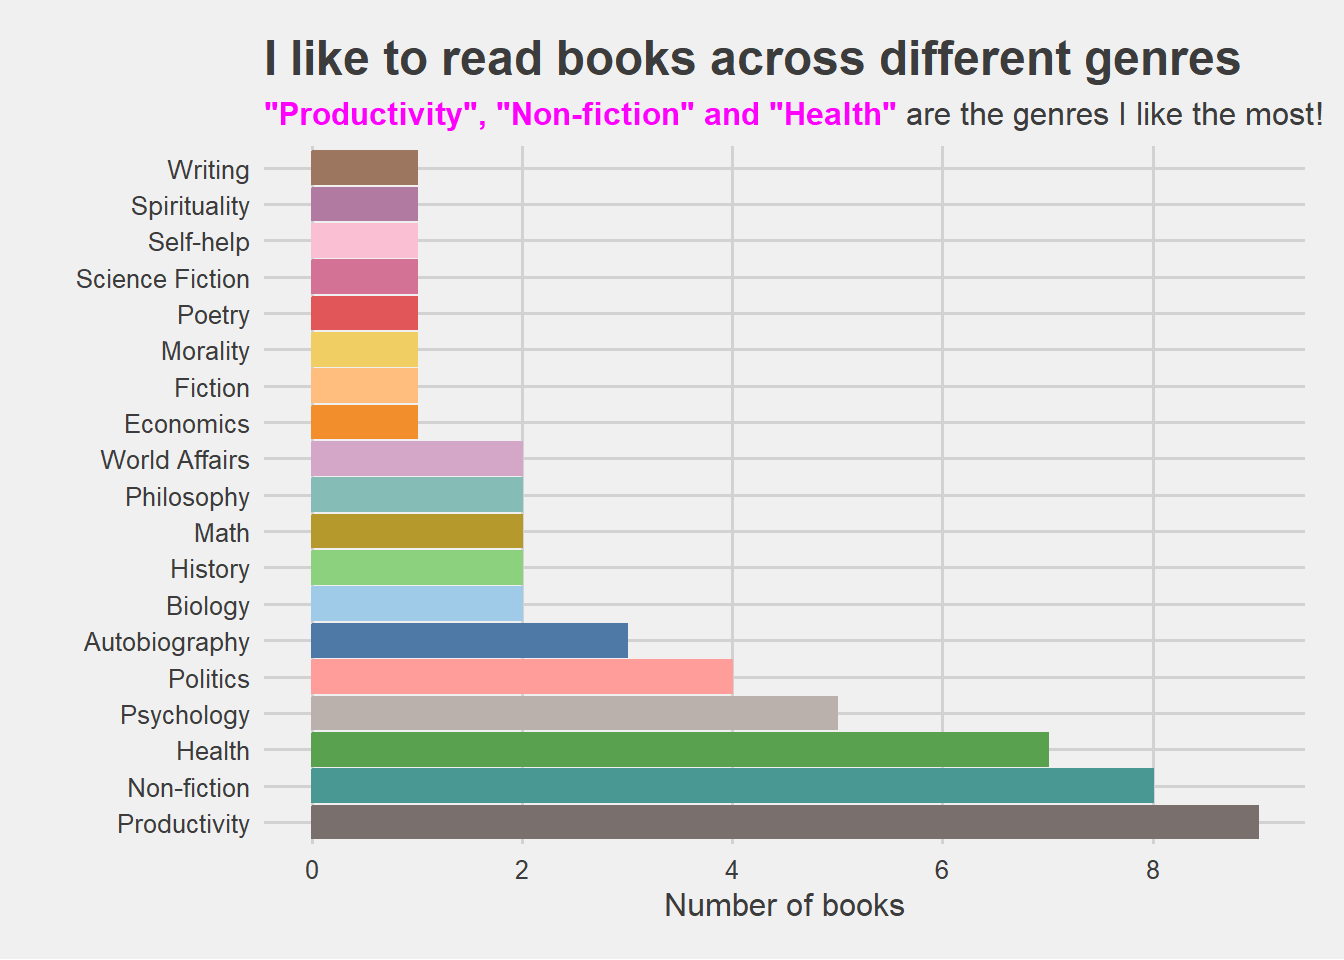 I like to read books across different genres
"Productivity", "Non-fiction" and "Health" are the genres I like the most!
Writing
Spirituality
Self-help
Science Fiction
Poetry
Morality
Fiction
Economics
World Affairs
Philosophy
Math
History
Biology
Autobiography
Politics
Psychology
Health
Non-fiction
Productivity
0 2 4 6 8
Number of books